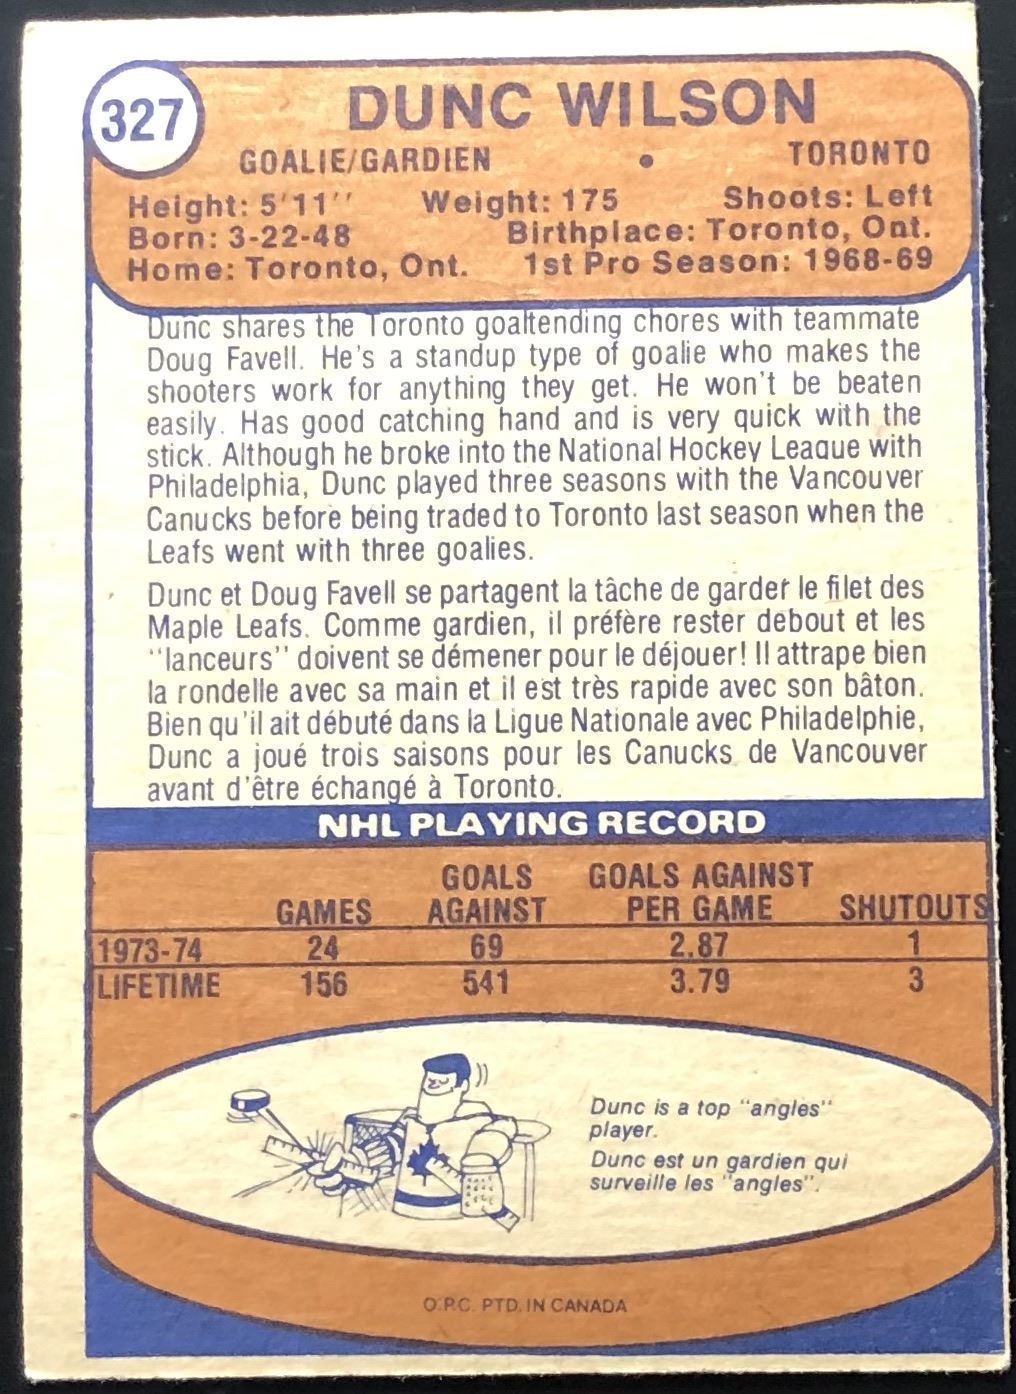 327
DUNC WILSON
GOALIE/GARDIEN • TORONTO
Height: 5'11'' Weight: 175 Shoots: Left
Born: 3-22-48 Birthplace: Toronto, Ont.
Home: Toronto, Ont. 1st Pro Season: 1968-69
Dunc shares the Toronto goaltending chores with teammate
Doug Favell. He's a standup type of goalie who makes the
shooters work for anything they get. He won't be beaten
easily. Has good catching hand and is very quick with the
stick. Although he broke into the National Hockey League with
Philadelphia, Dunc played three seasons with the Vancouver
Canucks before being traded to Toronto last season when the
Leafs went with three goalies.
Dunc et Doug Favell se partagent la tâche de garder le filet des
Maple Leafs. Comme gardien, il préfère rester debout et les
"lanceurs" doivent se démener pour le déjouer! Il attrape bien
la rondelle avec sa main et il est très rapide avec son bâton.
Bien qu'il ait débuté dans la Ligue Nationale avec Philadelphie,
Dunc a joué trois saisons pour les Canucks de Vancouver
avant d'être échangé à Toronto.
NHL PLAYING RECORD
GOALS GOALS AGAINST
GAMES AGAINST PER GAME SHUTOUTS
1973-74 24 69 2.87 1
LIFETIME 156 541 3.79 3
Dunc is a top "angles"
player.
Dunc est un gardien qui
surveille les "angles".
O.P.C. PTD. IN CANADA